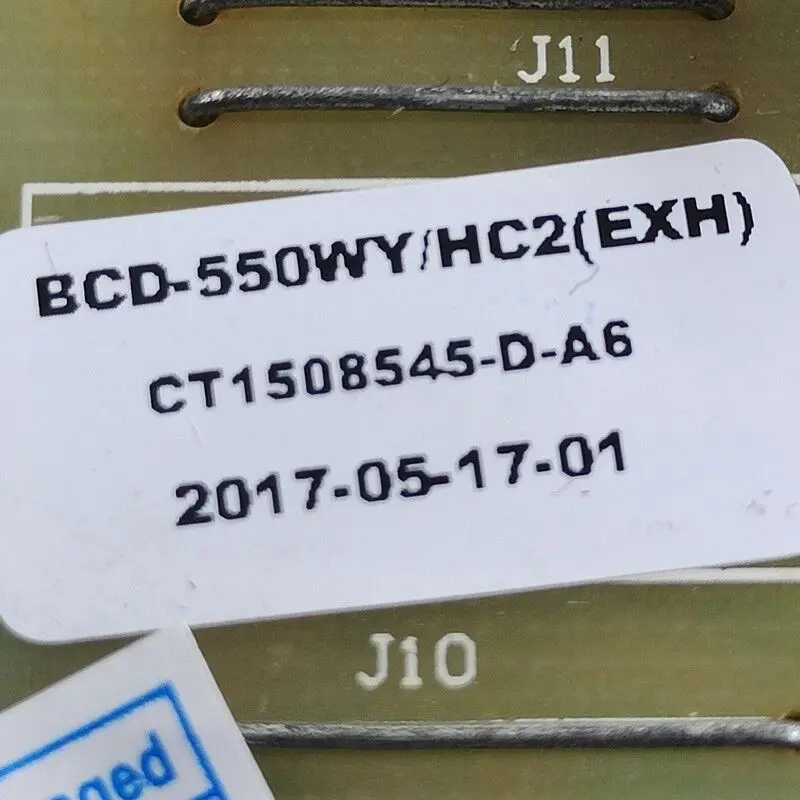 J11
BCD-550WY/HC2(EXH)
CT1508545-D-A6
2017-05-17-01
J10